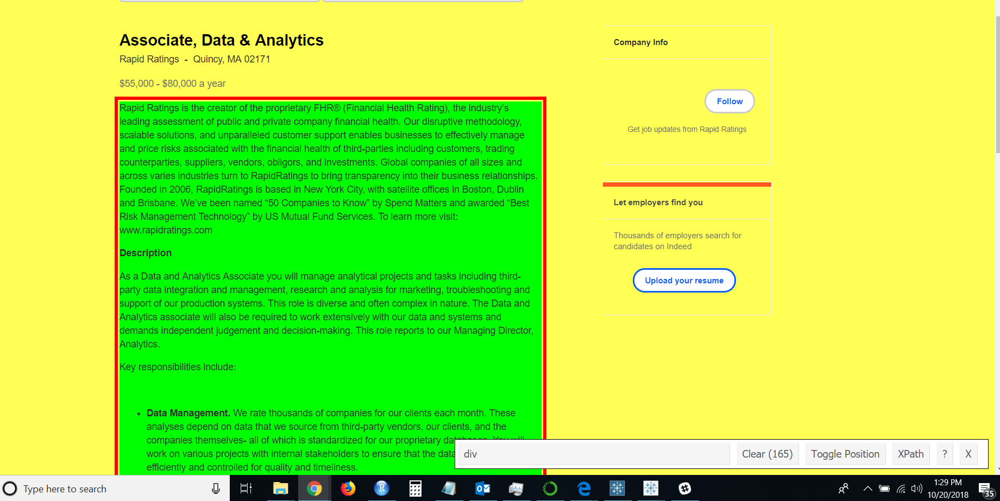 Associate, Data & Analytics
Rapid Ratings - Quincy, MA 02171
$55,000 - $80,000 a year
Rapid Ratings is the creator of the proprietary FHR® (Financial Health Rating), the industry’s
leading assessment of public and private company financial health. Our disruptive methodology,
scalable solutions, and unparalleled customer support enables businesses to effectively manage
and price risks associated with the financial health of third-parties including customers, trading
counterparties, suppliers, vendors, obligors, and investments. Global companies of all sizes and
across varies industries turn to RapidRatings to bring transparency into their business relationships.
Founded in 2006, RapidRatings is based in New York City, with satellite offices in Boston, Dublin
and Brisbane. We’ve been named “50 Companies to Know” by Spend Matters and awarded “Best
Risk Management Technology” by US Mutual Fund Services. To learn more visit:
www.rapidratings.com
Description
As a Data and Analytics Associate you will manage analytical projects and tasks including third-
party data integration and management, research and analysis for marketing, troubleshooting and
support of our production systems. This role is diverse and often complex in nature. The Data and
Analytics associate will also be required to work extensively with our data and systems and
demands independent judgement and decision-making. This role reports to our Managing Director,
Analytics.
Key responsibilities include:
• Data Management. We rate thousands of companies for our clients each month. These
analyses depend on data that we source from third-party vendors, our clients, and the
companies themselves- all of which is standardized for our proprietary databases. You will
work on various projects with internal stakeholders to ensure that the data
efficiently and controlled for quality and timeliness.
Company Info
Follow
Get job updates from Rapid Ratings
Let employers find you
Thousands of employers search for
candidates on Indeed
Upload your resume
div
Clear (165)
Toggle Position
XPath
?
X
Type here to search
R
1:29 PM
10/20/2018
35